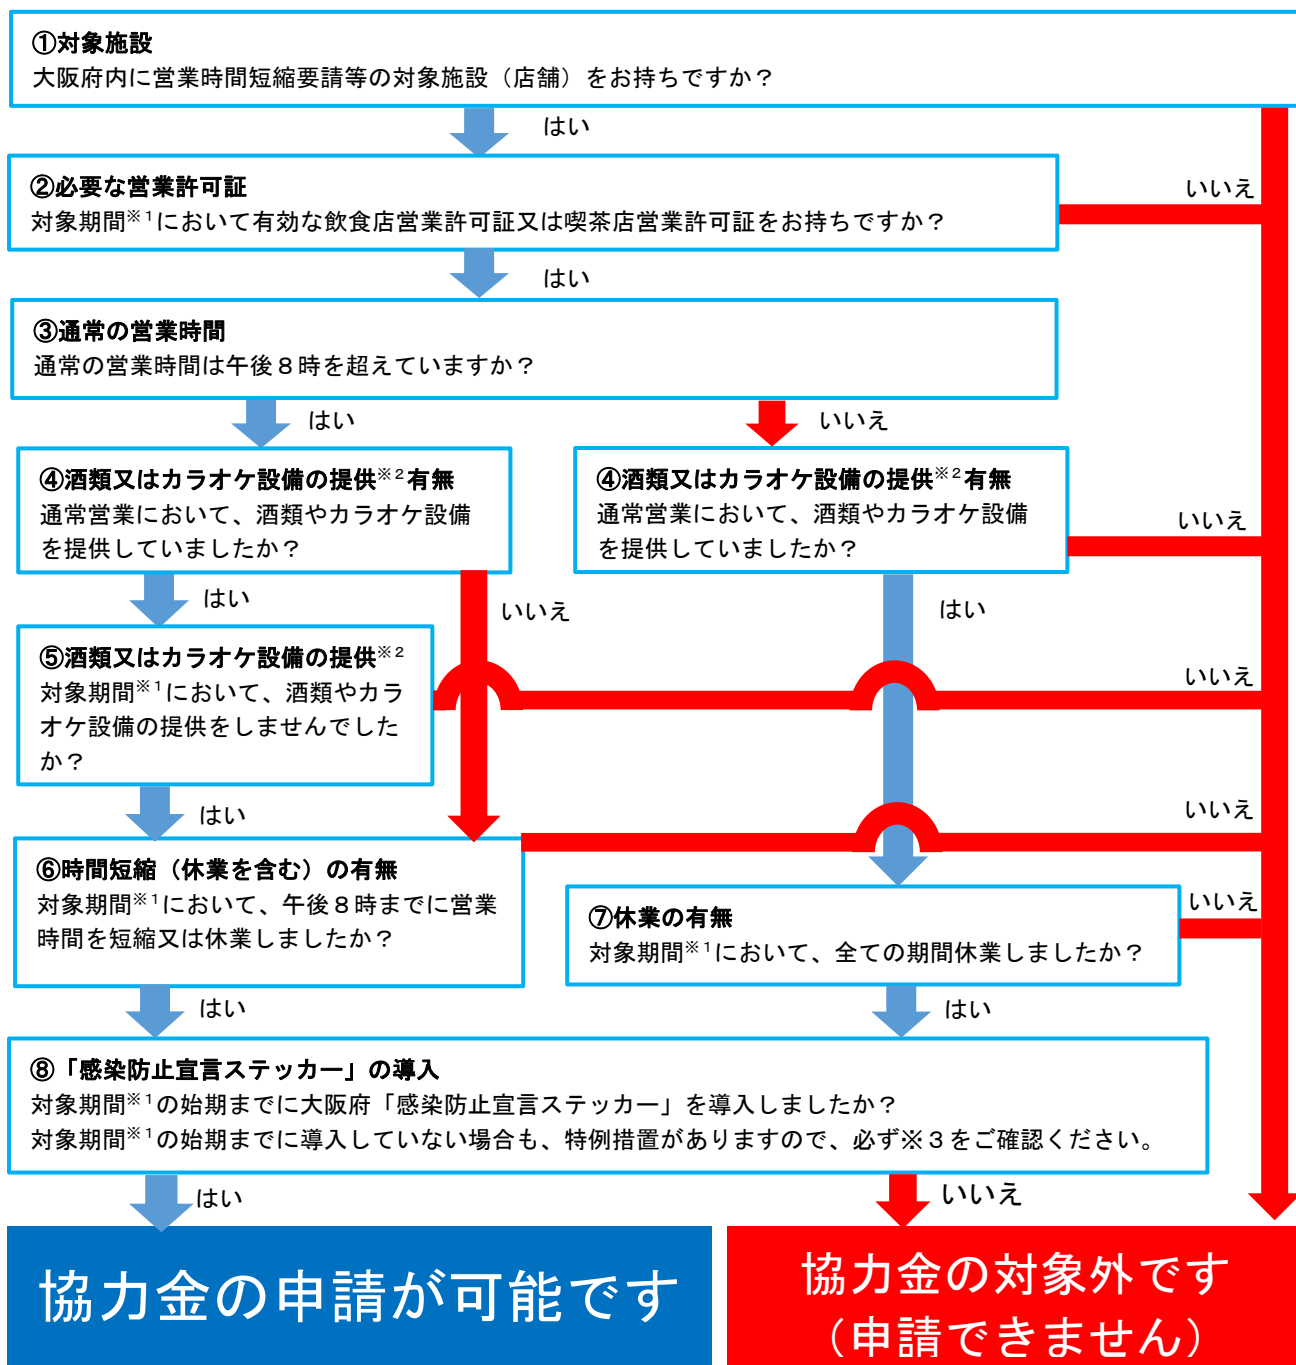 ①対象施設
大阪府内に営業時間短縮要請等の対象施設（店舗）をお持ちですか？
はい
②必要な営業許可証
対象期間※1において有効な飲食店営業許可証又は喫茶店営業許可証をお持ちですか？
いいえ
はい
③通常の営業時間
通常の営業時間は午後８時を超えていますか？
はい
いいえ
④酒類又はカラオケ設備の提供※2有無
通常営業において、酒類やカラオケ設備
を提供していましたか？
はい
いいえ
④酒類又はカラオケ設備の提供※2有無
通常営業において、酒類やカラオケ設備
を提供していましたか？
いいえ
はい
⑤酒類又はカラオケ設備の提供※2
対象期間※1において、酒類やカラ
オケ設備の提供をしませんでした
か？
いいえ
はい
⑥時間短縮（休業を含む）の有無
対象期間※1において、午後８時までに営業
時間を短縮又は休業しましたか？
いいえ
はい
⑦休業の有無
対象期間※1において、全ての期間休業しましたか？
いいえ
はい
⑧「感染防止宣言ステッカー」の導入
対象期間※1の始期までに大阪府「感染防止宣言ステッカー」を導入しましたか？
対象期間※1の始期までに導入していない場合も、特例措置がありますので、必ず※３をご確認ください。
はい
いいえ
協力金の申請が可能です
協力金の対象外です
（申請できません）